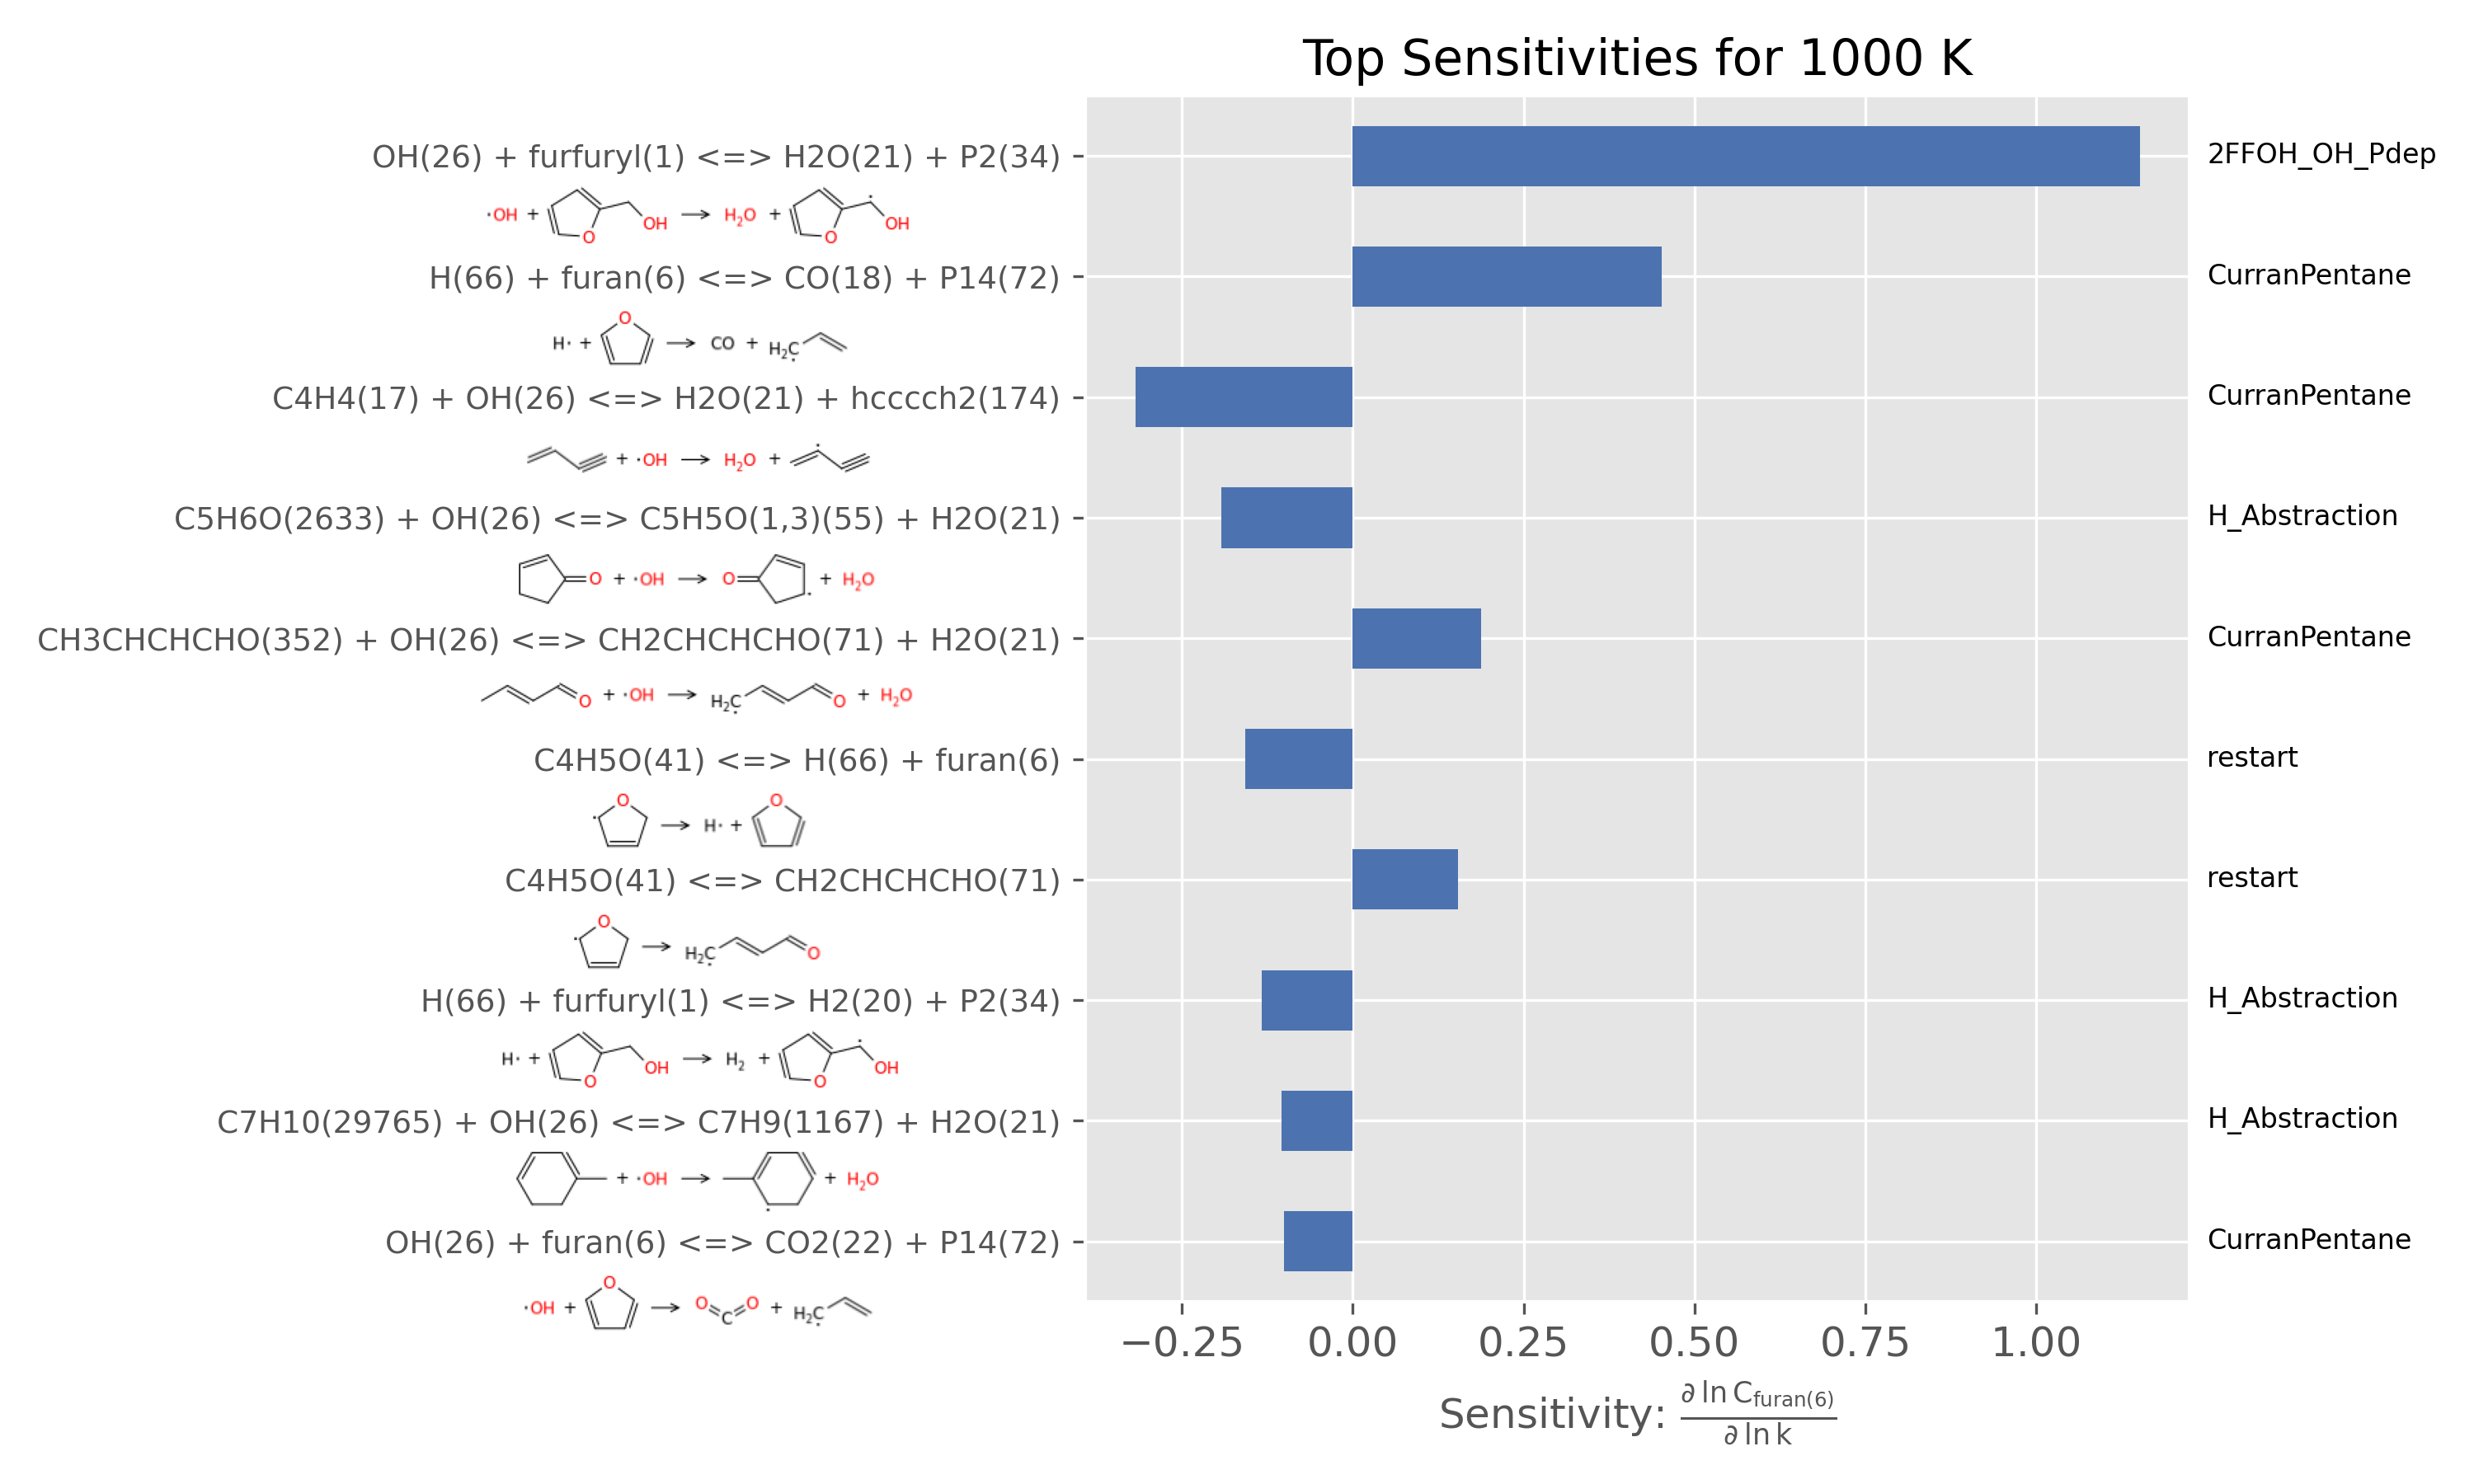 Top Sensitivities for 1000 K
OH(26) + furfuryl(1) <=> H2O(21) + P2(34)
2FFOH_OH_Pdep
·OH + O OH → H2O + O OH
H(66) + furan(6) <=> CO(18) + P14(72)
CurranPentane
H· + O → CO + H2C
C4H4(17) + OH(26) <=> H2O(21) + hcccch2(174)
CurranPentane
+ ·OH → H2O +
C5H6O(2633) + OH(26) <=> C5H5O(1,3)(55) + H2O(21)
H_Abstraction
O + ·OH → O + H2O
CH3CHCHCHO(352) + OH(26) <=> CH2CHCHCHO(71) + H2O(21)
CurranPentane
O + ·OH → H2C O + H2O
C4H5O(41) <=> H(66) + furan(6)
restart
O → H· + O
C4H5O(41) <=> CH2CHCHCHO(71)
restart
O → H2C O
H(66) + furfuryl(1) <=> H2(20) + P2(34)
H_Abstraction
H· + O OH → H2 + O OH
C7H10(29765) + OH(26) <=> C7H9(1167) + H2O(21)
H_Abstraction
+ ·OH → + H2O
OH(26) + furan(6) <=> CO2(22) + P14(72)
CurranPentane
·OH + O → O C O + H2C
−0.25 0.00 0.25 0.50 0.75 1.00
Sensitivity: ∂ ln C_furan(6) / ∂ ln k